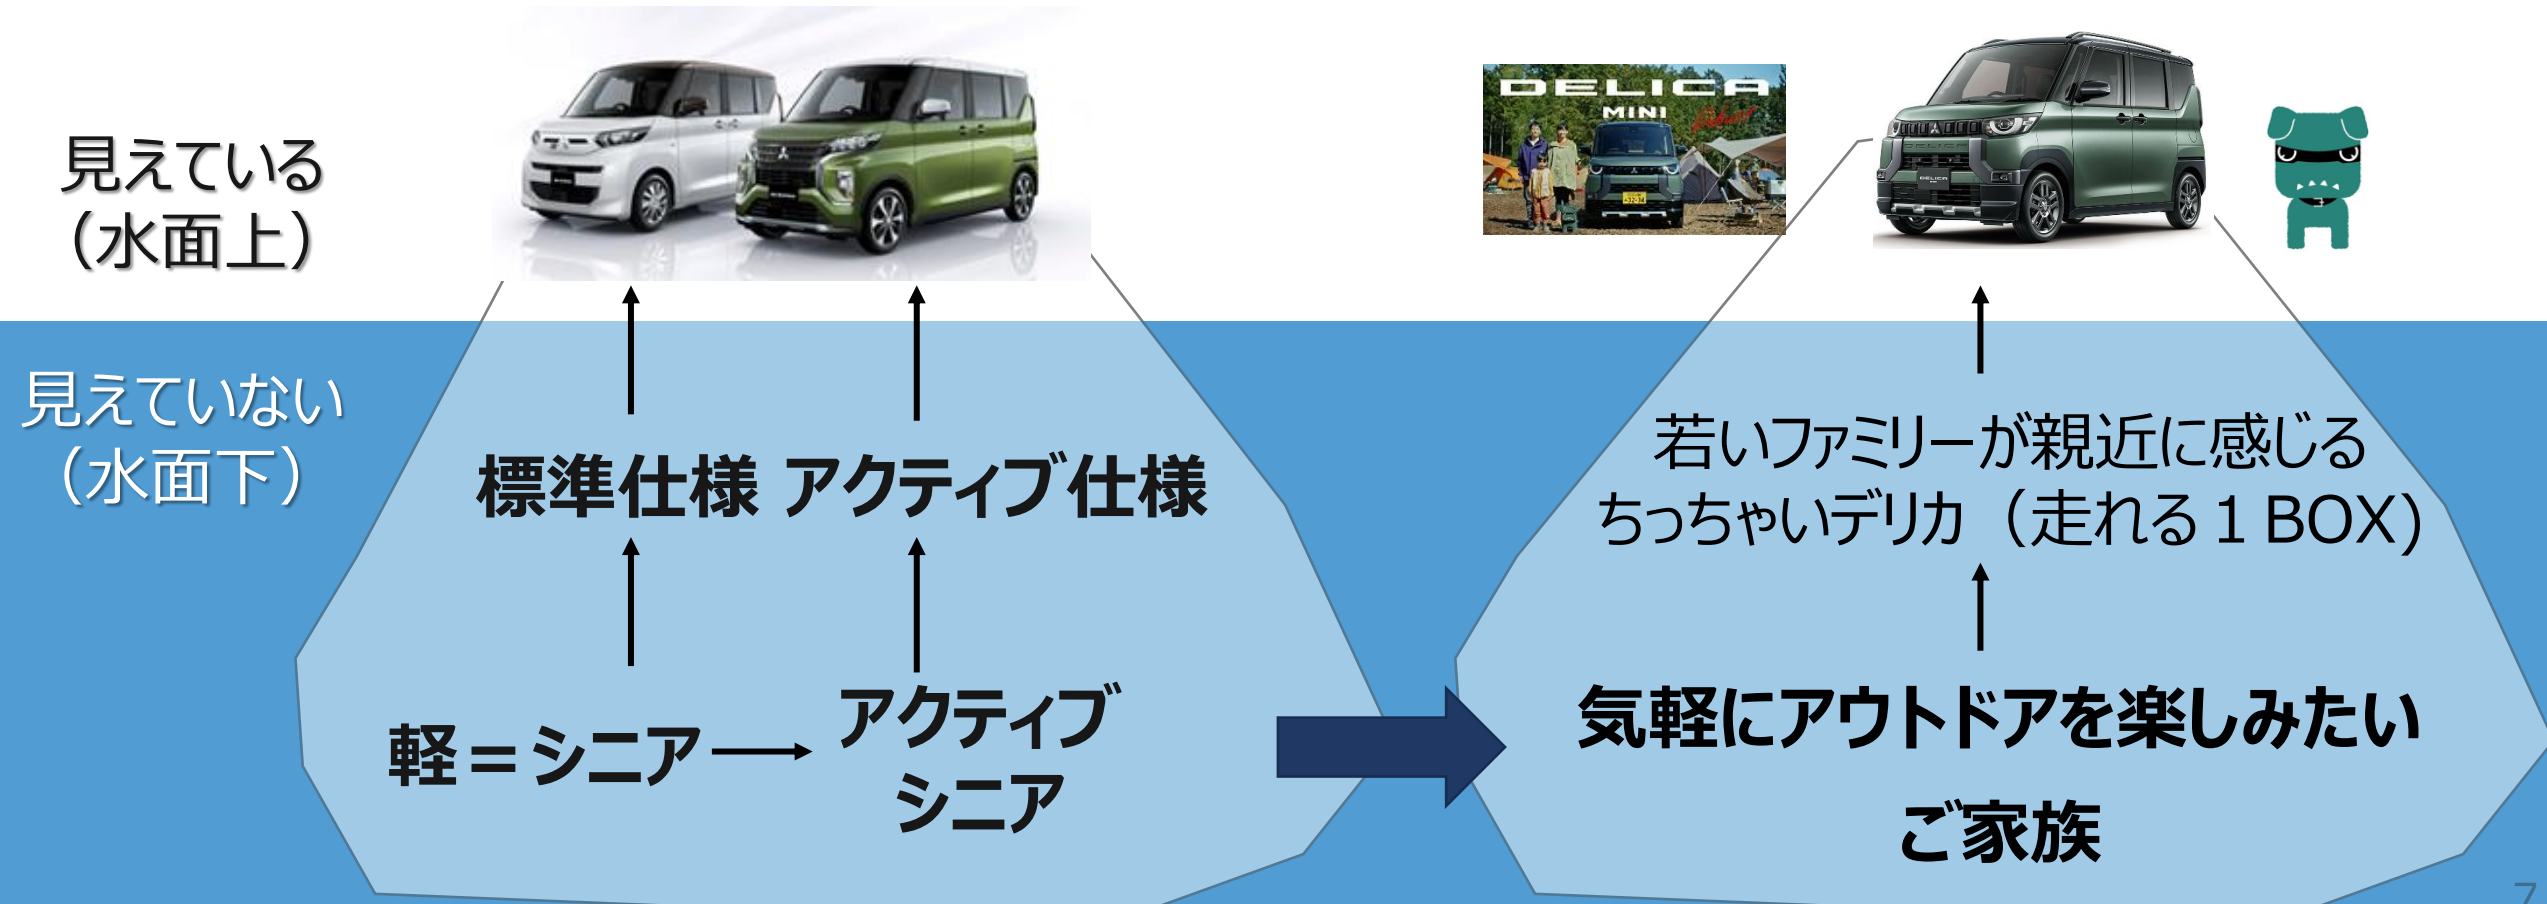 見えている
（水面上）
DELICA
MINI
Debut!
DELICA
見えていない
（水面下）
標準仕様 アクティブ仕様
若いファミリーが親近に感じる
ちっちゃいデリカ（走れる１BOX)
軽＝シニア
アクティブ
シニア
気軽にアウトドアを楽しみたい
ご家族
7